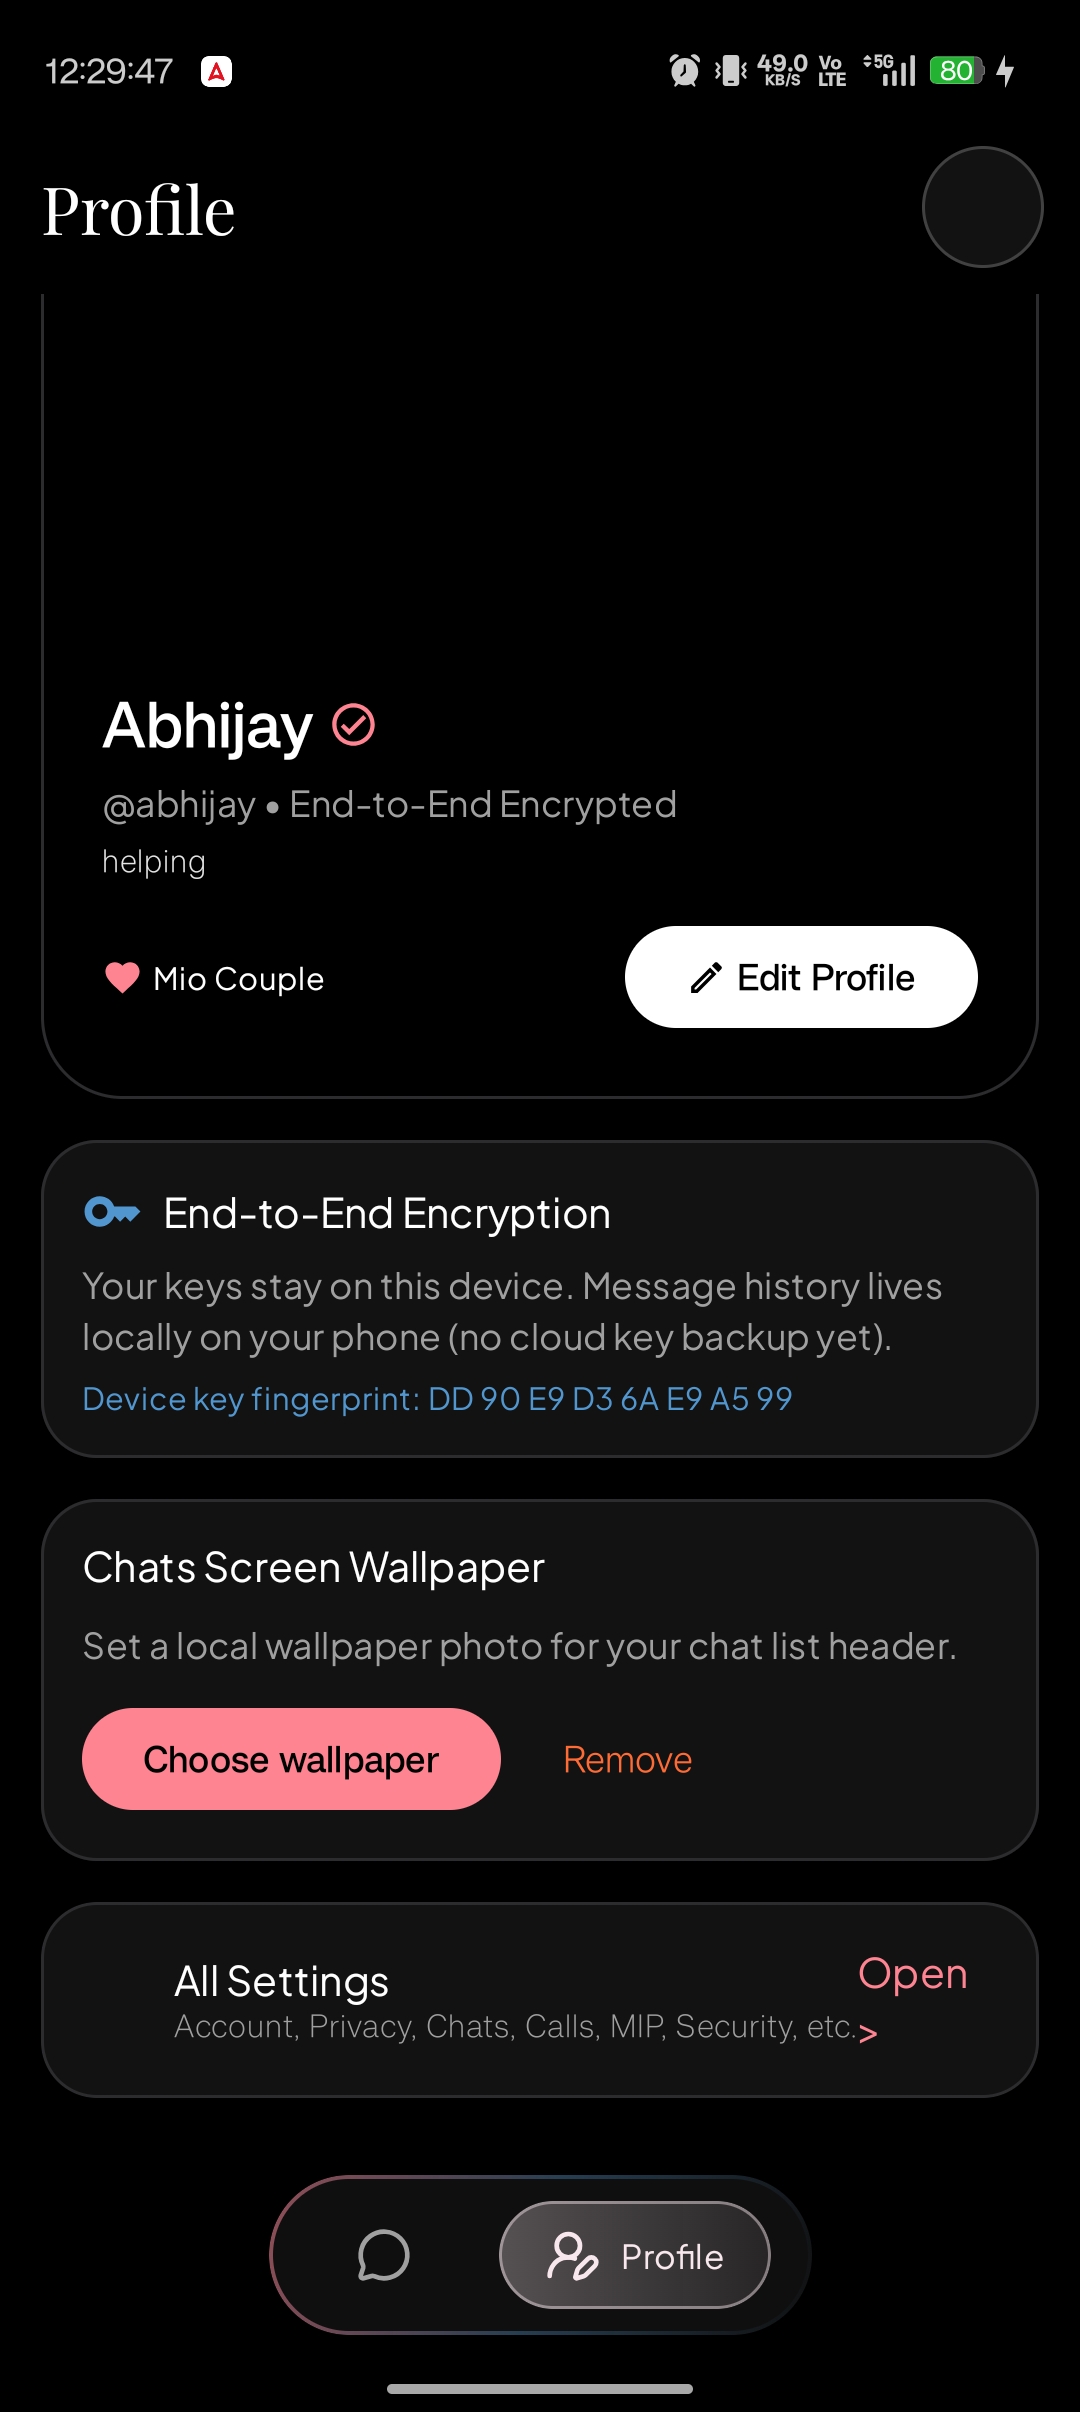 12:29:47
49.0 KB/S
Vo LTE
5G
80
Profile
Abhijay
@abhijay • End-to-End Encrypted
helping
Mio Couple
Edit Profile
End-to-End Encryption
Your keys stay on this device. Message history lives
locally on your phone (no cloud key backup yet).
Device key fingerprint: DD 90 E9 D3 6A E9 A5 99
Chats Screen Wallpaper
Set a local wallpaper photo for your chat list header.
Choose wallpaper
Remove
All Settings
Account, Privacy, Chats, Calls, MIP, Security, etc.
Open
>
Profile